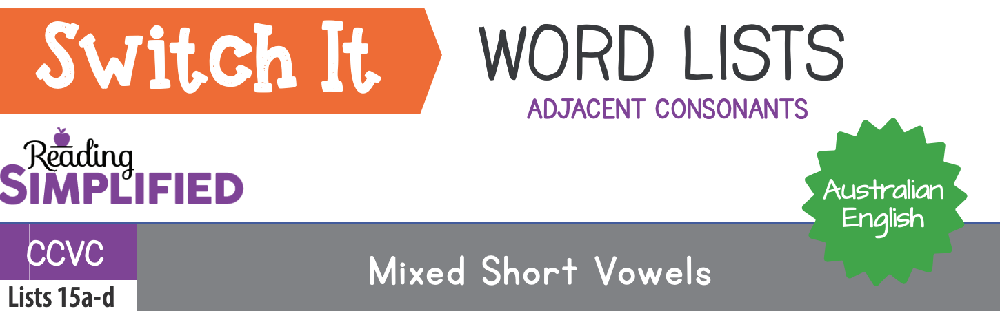 Switch It
WORD LISTS
ADJACENT CONSONANTS
Reading
SIMPLIFIED
Australian
English
CCVC
Mixed Short Vowels
Lists 15a-d